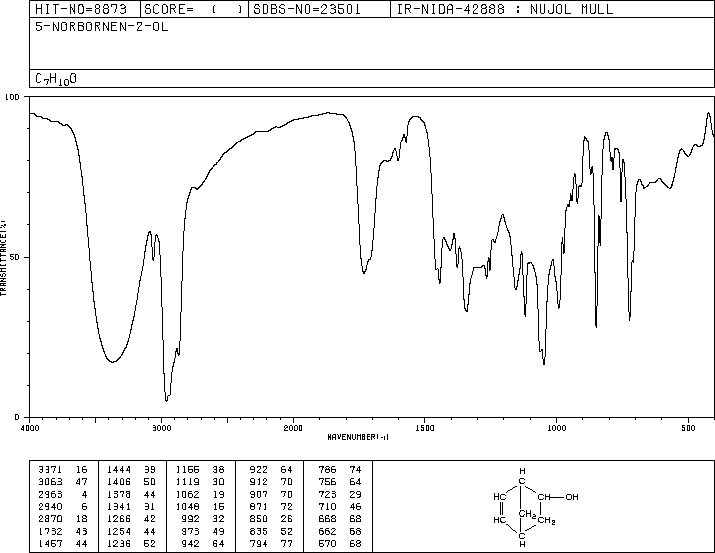 HIT-NO=8873 SCORE= ( ) SDBS-NO=23501 IR-NIDA-42888 : NUJOL MULL
5-NORBORNEN-2-OL
C7H10O
100
50
0
TRANSMITTANCE(%)
4000 3000 2000 1500 1000 500
WAVENUMBER(-1)
3371 16 1444 39 1156 38 922 64 786 74
3063 47 1406 50 1119 30 912 70 756 64
2963 4 1378 44 1062 19 907 70 723 29
2940 6 1341 31 1048 16 871 72 710 46
2870 18 1266 42 992 32 850 26 668 68
1732 43 1254 44 973 49 835 52 662 68
1457 44 1236 52 942 64 794 77 570 68
H
C
HC CH—OH
CH2
HC CH2
C
H